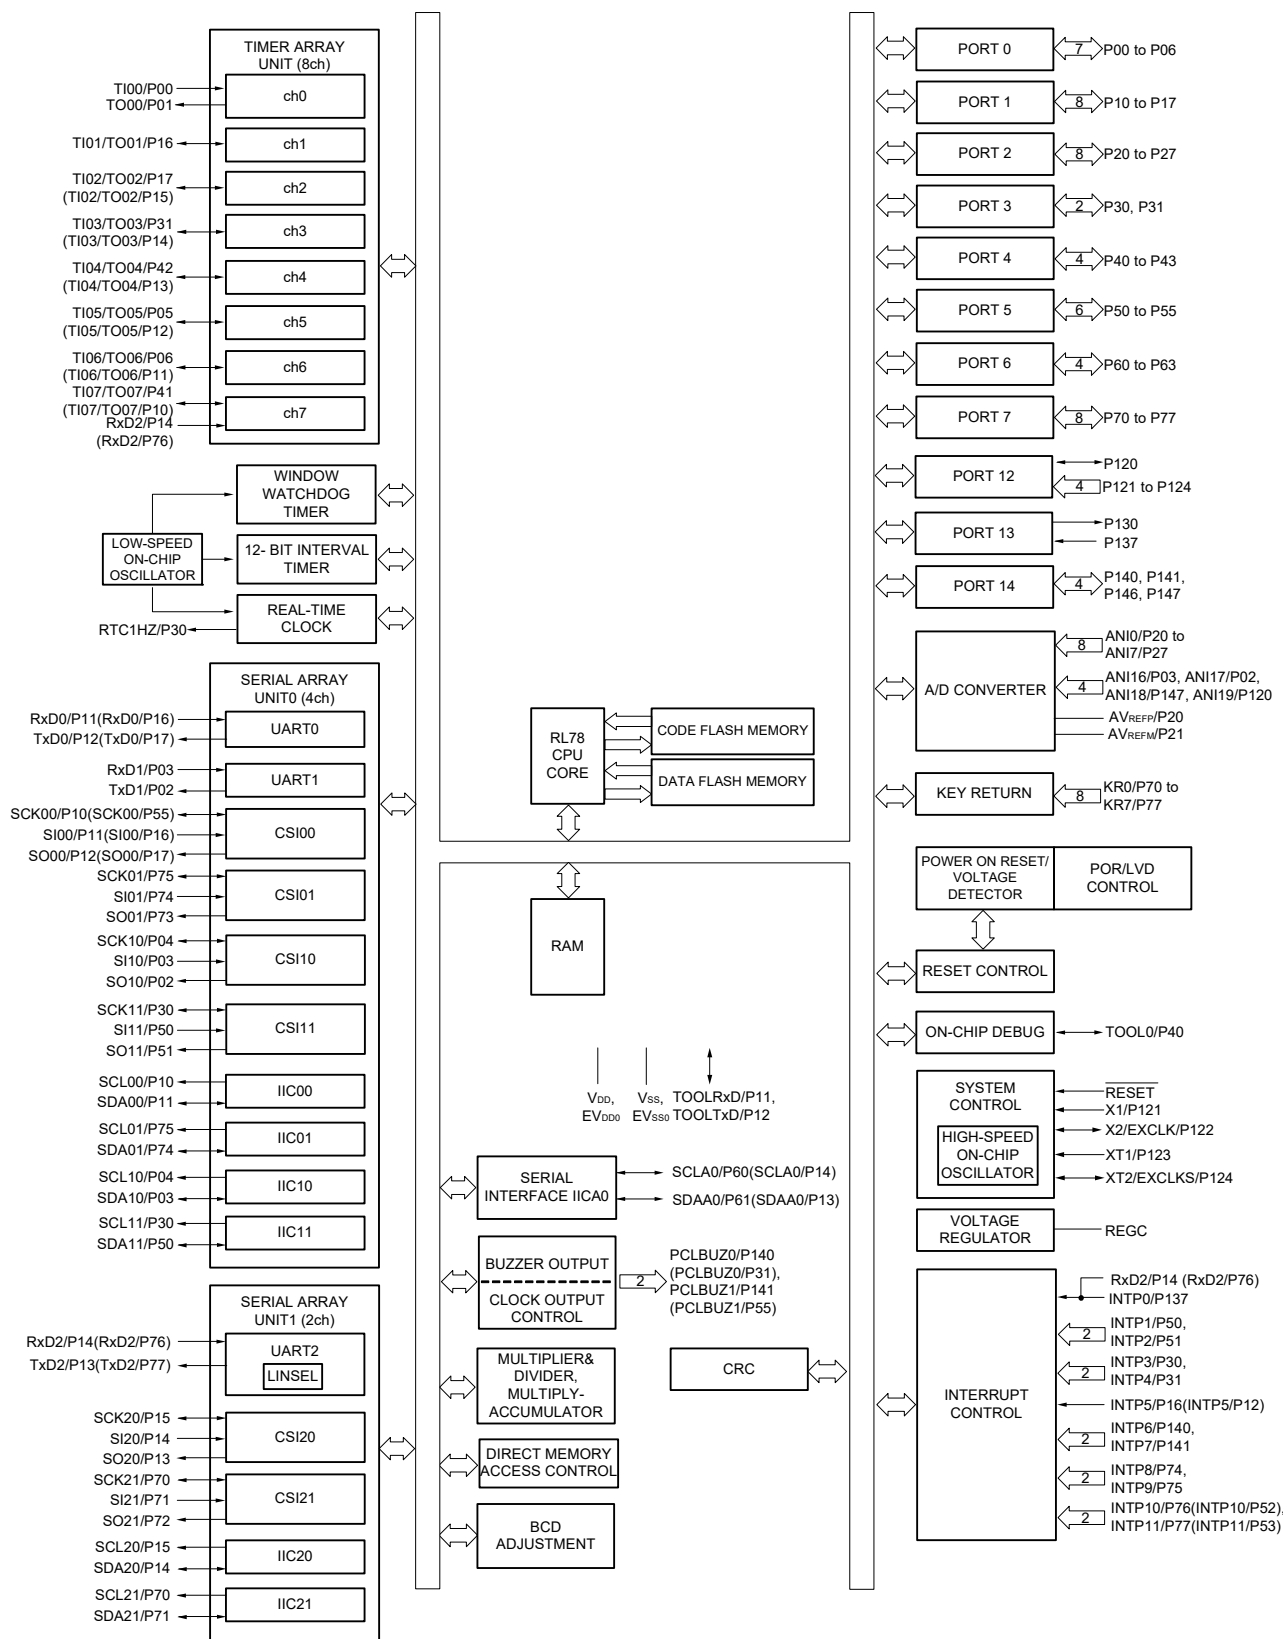 TIMER ARRAY
UNIT (8ch)
TI00/P00
TO00/P01
ch0
TI01/TO01/P16
ch1
TI02/TO02/P17
(TI02/TO02/P15)
ch2
TI03/TO03/P31
(TI03/TO03/P14)
ch3
TI04/TO04/P42
(TI04/TO04/P13)
ch4
TI05/TO05/P05
(TI05/TO05/P12)
ch5
TI06/TO06/P06
(TI06/TO06/P11)
ch6
TI07/TO07/P41
(TI07/TO07/P10)
RxD2/P14
(RxD2/P76)
ch7
WINDOW
WATCHDOG
TIMER
LOW-SPEED
ON-CHIP
OSCILLATOR
12- BIT INTERVAL
TIMER
REAL-TIME
CLOCK
RTC1HZ/P30
SERIAL ARRAY
UNIT0 (4ch)
RxD0/P11(RxD0/P16)
TxD0/P12(TxD0/P17)
UART0
RxD1/P03
TxD1/P02
UART1
SCK00/P10(SCK00/P55)
SI00/P11(SI00/P16)
SO00/P12(SO00/P17)
CSI00
SCK01/P75
SI01/P74
SO01/P73
CSI01
SCK10/P04
SI10/P03
SO10/P02
CSI10
SCK11/P30
SI11/P50
SO11/P51
CSI11
SCL00/P10
SDA00/P11
IIC00
SCL01/P75
SDA01/P74
IIC01
SCL10/P04
SDA10/P03
IIC10
SCL11/P30
SDA11/P50
IIC11
SERIAL ARRAY
UNIT1 (2ch)
RxD2/P14(RxD2/P76)
TxD2/P13(TxD2/P77)
UART2
LINSEL
SCK20/P15
SI20/P14
SO20/P13
CSI20
SCK21/P70
SI21/P71
SO21/P72
CSI21
SCL20/P15
SDA20/P14
IIC20
SCL21/P70
SDA21/P71
IIC21
RL78
CPU
CORE
CODE FLASH MEMORY
DATA FLASH MEMORY
RAM
VDD,
EVDD0
VSS,
EVSS0
TOOLRxD/P11,
TOOLTxD/P12
SERIAL
INTERFACE IICA0
SCLA0/P60(SCLA0/P14)
SDAA0/P61(SDAA0/P13)
BUZZER OUTPUT
CLOCK OUTPUT
CONTROL
2
PCLBUZ0/P140
(PCLBUZ0/P31),
PCLBUZ1/P141
(PCLBUZ1/P55)
MULTIPLIER&
DIVIDER,
MULTIPLY-
ACCUMULATOR
CRC
DIRECT MEMORY
ACCESS CONTROL
BCD
ADJUSTMENT
PORT 0
7
P00 to P06
PORT 1
8
P10 to P17
PORT 2
8
P20 to P27
PORT 3
2
P30, P31
PORT 4
4
P40 to P43
PORT 5
6
P50 to P55
PORT 6
4
P60 to P63
PORT 7
8
P70 to P77
PORT 12
P120
4
P121 to P124
PORT 13
P130
P137
PORT 14
4
P140, P141,
P146, P147
A/D CONVERTER
8
ANI0/P20 to
ANI7/P27
4
ANI16/P03, ANI17/P02,
ANI18/P147, ANI19/P120
AVREFP/P20
AVREFM/P21
KEY RETURN
8
KR0/P70 to
KR7/P77
POWER ON RESET/
VOLTAGE
DETECTOR
POR/LVD
CONTROL
RESET CONTROL
ON-CHIP DEBUG
TOOL0/P40
SYSTEM
CONTROL
HIGH-SPEED
ON-CHIP
OSCILLATOR
RESET
X1/P121
X2/EXCLK/P122
XT1/P123
XT2/EXCLKS/P124
VOLTAGE
REGULATOR
REGC
INTERRUPT
CONTROL
RxD2/P14 (RxD2/P76)
INTP0/P137
2
INTP1/P50,
INTP2/P51
2
INTP3/P30,
INTP4/P31
INTP5/P16(INTP5/P12)
2
INTP6/P140,
INTP7/P141
2
INTP8/P74,
INTP9/P75
2
INTP10/P76(INTP10/P52),
INTP11/P77(INTP11/P53)